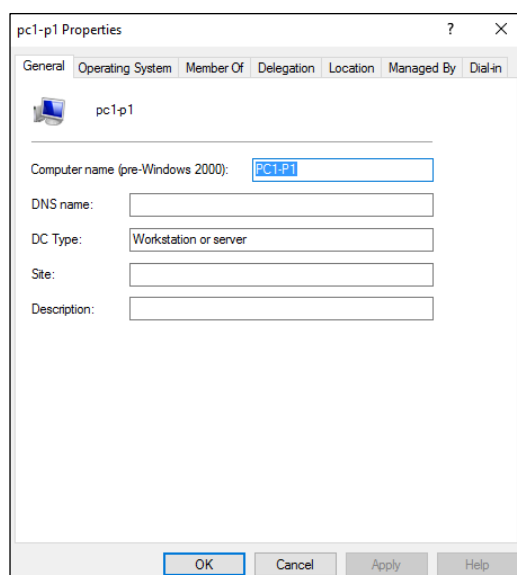 pc1-p1 Properties ? ×
General Operating System Member Of Delegation Location Managed By Dial-in
pc1-p1
Computer name (pre-Windows 2000): PC1-P1
DNS name:
DC Type: Workstation or server
Site:
Description:
OK Cancel Apply Help